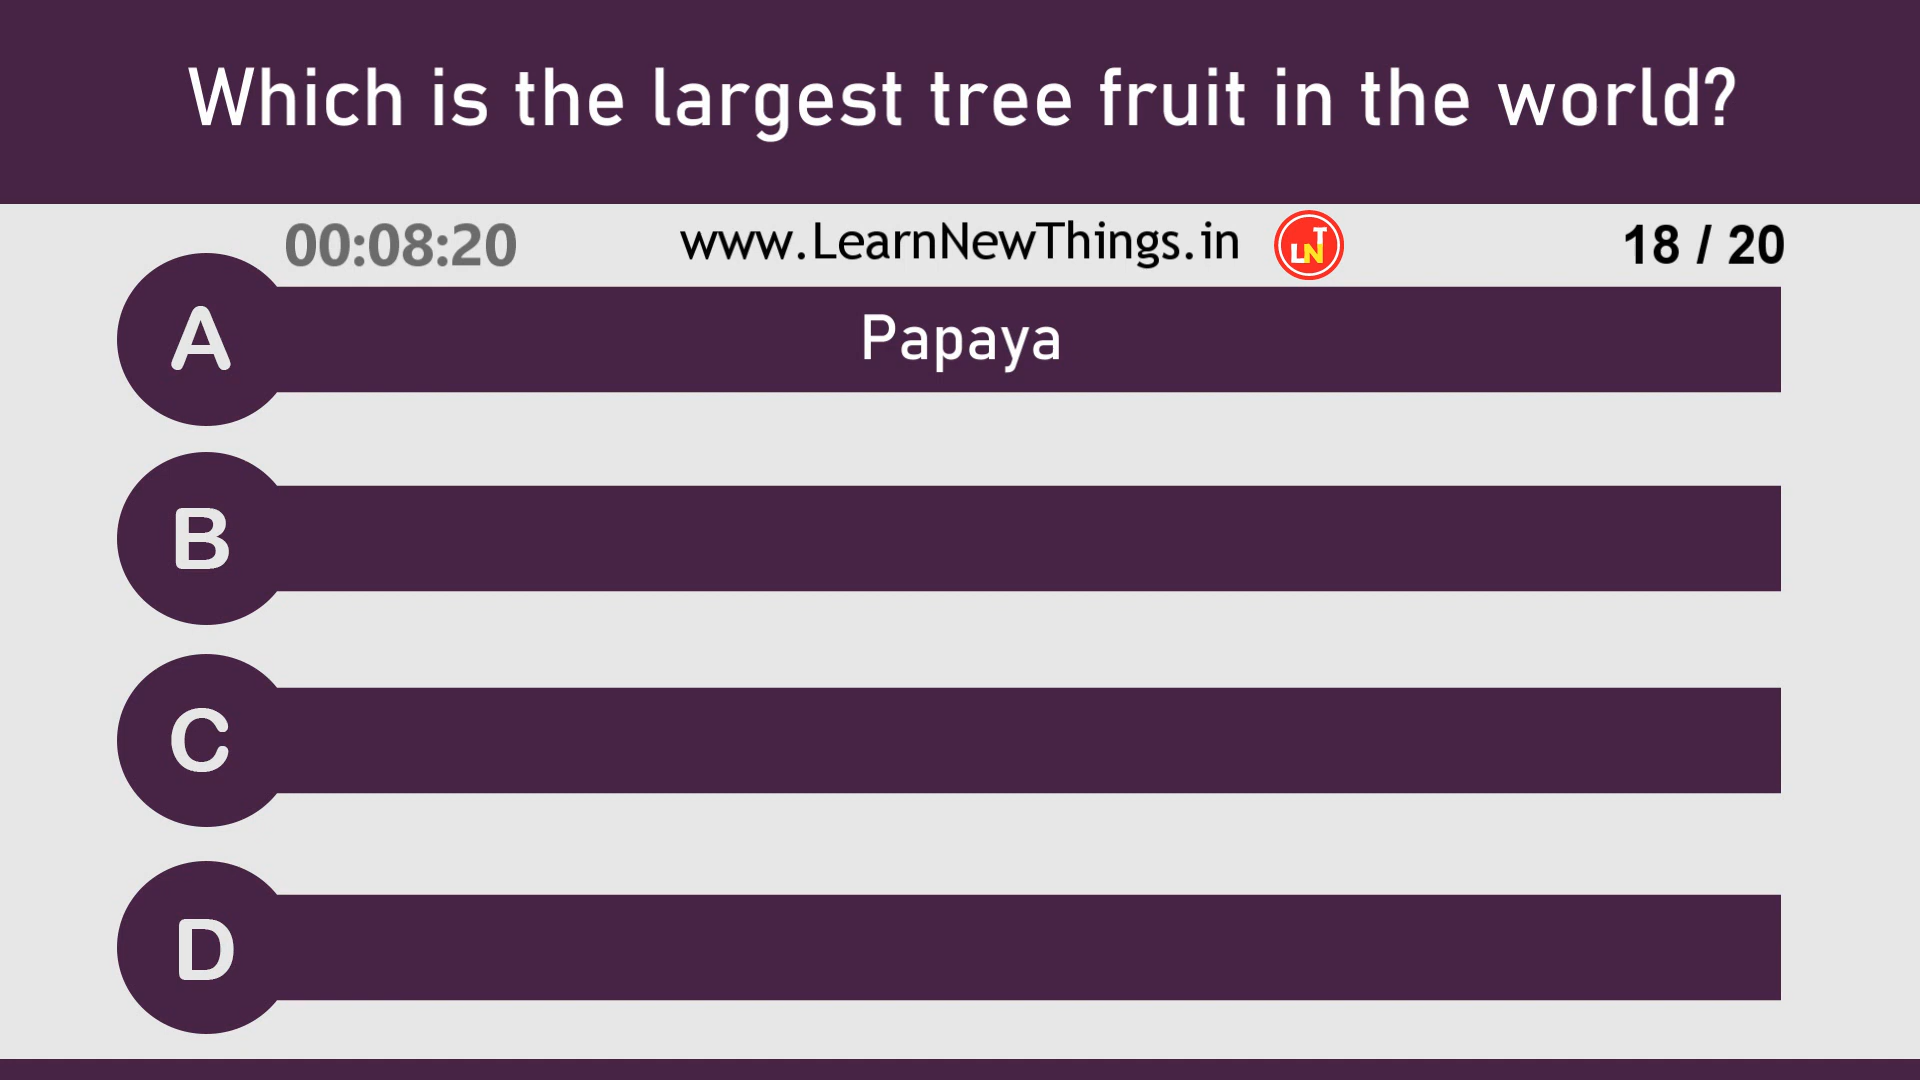 Which is the largest tree fruit in the world?
00:08:20 www.LearnNewThings.in LNT 18 / 20
A Papaya
B
C
D